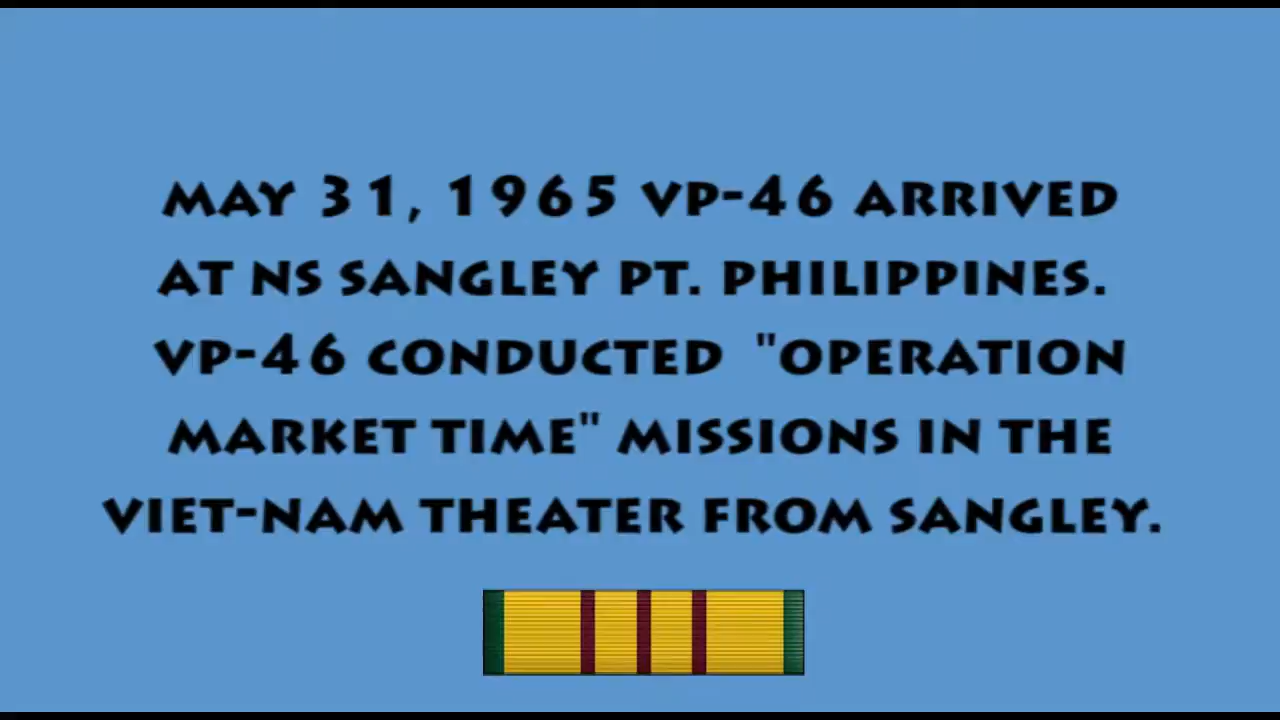 MAY 31, 1965 VP-46 ARRIVED
AT NS SANGLEY PT. PHILIPPINES.
VP-46 CONDUCTED "OPERATION
MARKET TIME" MISSIONS IN THE
VIET-NAM THEATER FROM SANGLEY.